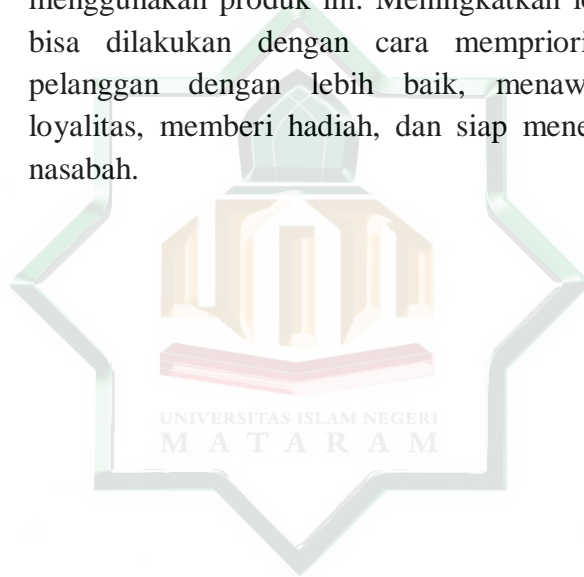 menggunakan produk ini. Meningkatkan
bisa dilakukan dengan cara
pelanggan dengan lebih baik,
loyalitas, memberi hadiah, dan siap
nasabah.
UNIVERSITAS ISLAM NEGERI
MATARAM